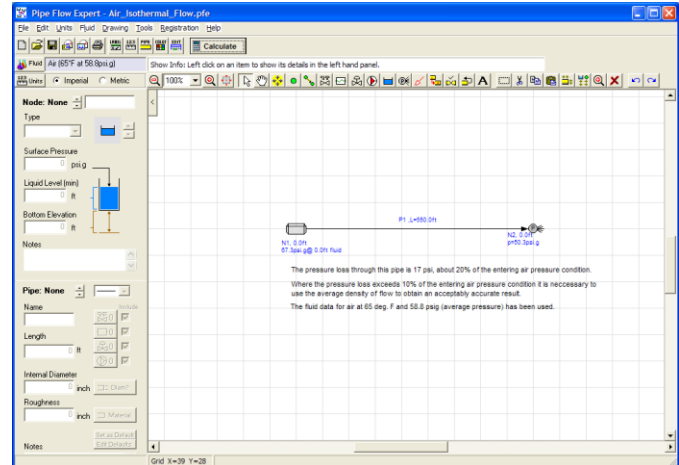 Pipe Flow Expert - Air_Isothermal_Flow.pfe
File Edit Units Fluid Drawing Tools Registration Help
Calculate
Fluid Air (65°F at 58.8psi.g)
Show Info: Left click on an item to show its details in the left hand panel.
Units Imperial Metric
100%
A
Node: None
Type
Surface Pressure
0 psi.g
Liquid Level (min)
0 ft
Bottom Elevation
0 ft
Notes
Pipe: None
Name
Include
Length
0 ft
Internal Diameter
0 inch
Roughness
0 inch Material
Set as Default
Edit Defaults
Notes
P1 ,L=550.0ft
N1, 0.0ft
67.3psi.g@ 0.0ft fluid
N2, 0.0ft
p=50.3psi.g
The pressure loss through this pipe is 17 psi, about 20% of the entering air pressure condition.
Where the pressure loss exceeds 10% of the entering air pressure condition it is neccessary to
use the average density of flow to obtain an acceptably accurate result.
The fluid data for air at 65 deg. F and 58.8 psig (average pressure) has been used.
Grid X=39 Y=28